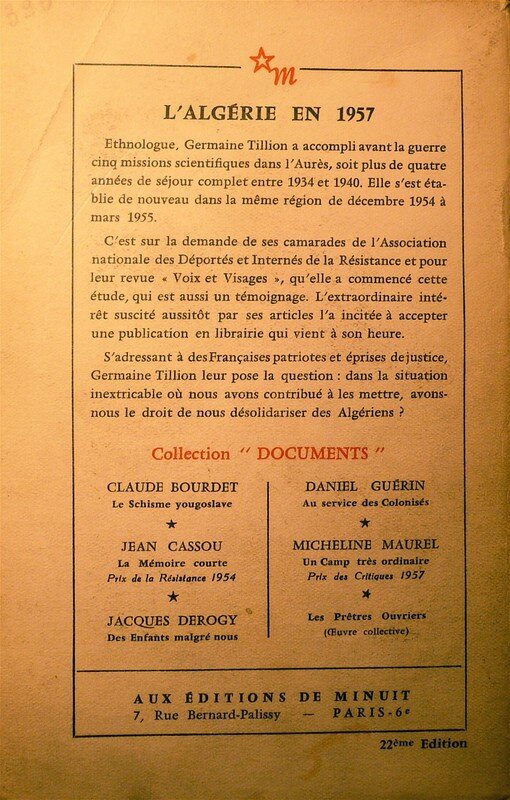 m
L'ALGÉRIE EN 1957
Ethnologue, Germaine Tillion a accompli avant la guerre
cinq missions scientifiques dans l'Aurès, soit plus de quatre
années de séjour complet entre 1934 et 1940. Elle s'est éta-
blie de nouveau dans la même région de décembre 1954 à
mars 1955.
C'est sur la demande de ses camarades de l'Association
nationale des Déportés et Internés de la Résistance et pour
leur revue « Voix et Visages », qu'elle a commencé cette
étude, qui est aussi un témoignage. L'extraordinaire inté-
rêt suscité aussitôt par ses articles l'a incitée à accepter
une publication en librairie qui vient à son heure.
S'adressant à des Françaises patriotes et éprises de justice,
Germaine Tillion leur pose la question : dans la situation
inextricable où nous avons contribué à les mettre, avons-
nous le droit de nous désolidariser des Algériens ?
Collection " DOCUMENTS "
CLAUDE BOURDET
Le Schisme yougoslave
JEAN CASSOU
La Mémoire courte
Prix de la Résistance 1954
JACQUES DEROGY
Des Enfants malgré nous
DANIEL GUÉRIN
Au service des Colonisés
MICHELINE MAUREL
Un Camp très ordinaire
Prix des Critiques 1957
Les Prêtres Ouvriers
(Œuvre collective)
AUX ÉDITIONS DE MINUIT
7, Rue Bernard-Palissy — PARIS-6e
22ème Edition